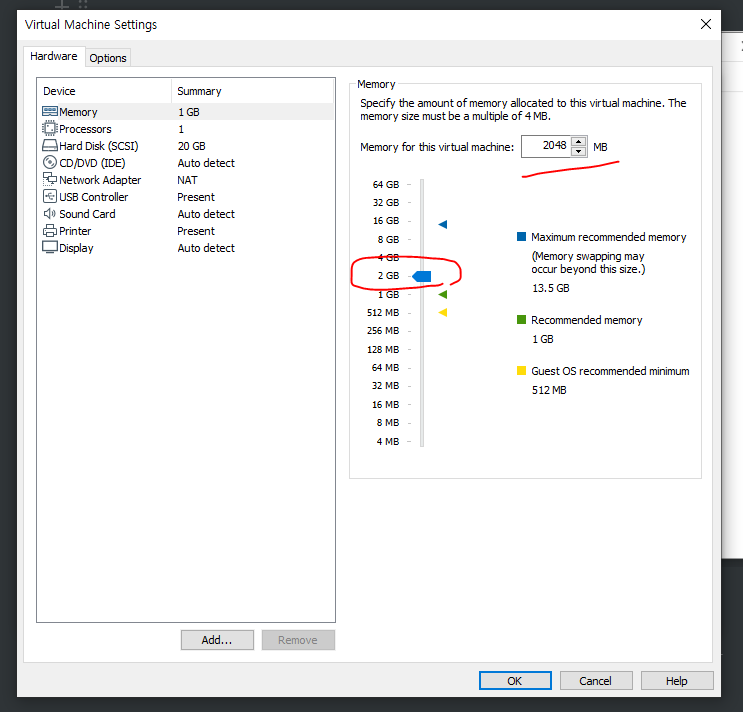 Virtual Machine Settings
Hardware
Options
Device Summary
Memory 1 GB
Processors 1
Hard Disk (SCSI) 20 GB
CD/DVD (IDE) Auto detect
Network Adapter NAT
USB Controller Present
Sound Card Auto detect
Printer Present
Display Auto detect
Add...
Remove
Memory
Specify the amount of memory allocated to this virtual machine. The
memory size must be a multiple of 4 MB.
Memory for this virtual machine: 2048 MB
64 GB
32 GB
16 GB
8 GB
4 GB
2 GB
1 GB
512 MB
256 MB
128 MB
64 MB
32 MB
16 MB
8 MB
4 MB
Maximum recommended memory
(Memory swapping may
occur beyond this size.)
13.5 GB
Recommended memory
1 GB
Guest OS recommended minimum
512 MB
OK
Cancel
Help